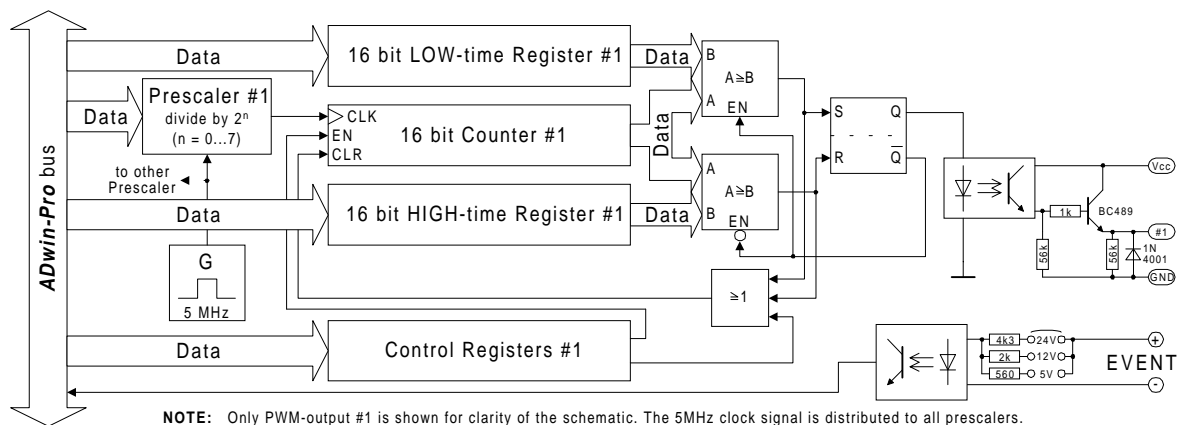 ADwin-Pro bus
Data
16 bit LOW-time Register #1
Data
B
A≧B
A
EN
Data
Prescaler #1
divide by 2ⁿ
(n = 0...7)
CLK
EN
CLR
16 bit Counter #1
Data
S
Q
R
Q̅
to other
Prescaler
A
A≧B
B
EN
Data
16 bit HIGH-time Register #1
Data
Vcc
1k
BC489
#1
56k
56k
1N
4001
GND
G
5 MHz
≧1
Data
Control Registers #1
4k3
24V
2k
12V
560
5V
+
EVENT
-
NOTE: Only PWM-output #1 is shown for clarity of the schematic. The 5MHz clock signal is distributed to all prescalers.